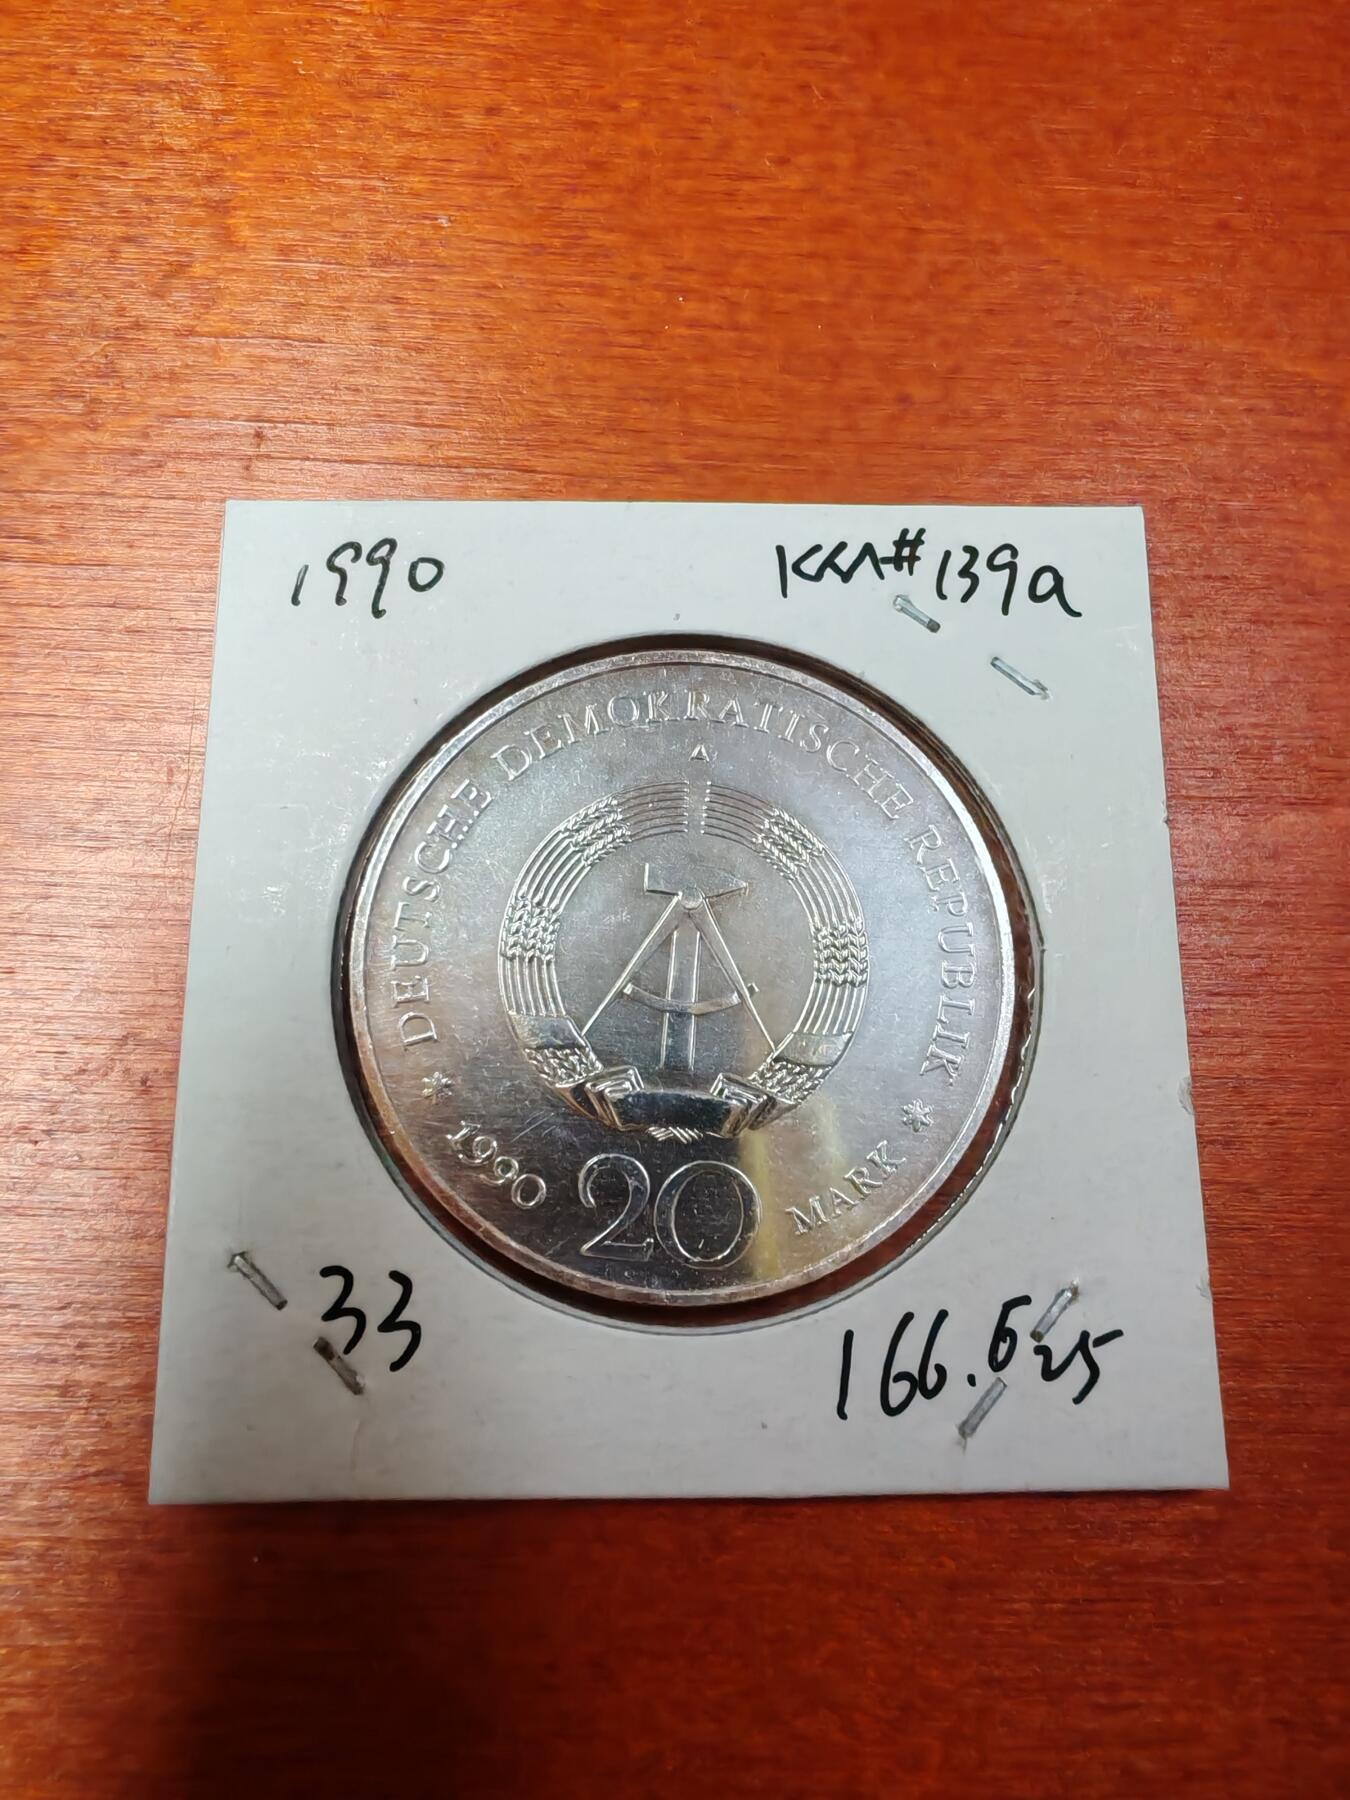 1990
KM#139a
DEUTSCHE DEMOKRATISCHE REPUBLIK
A
* 1990 20 MARK *
33
166.625